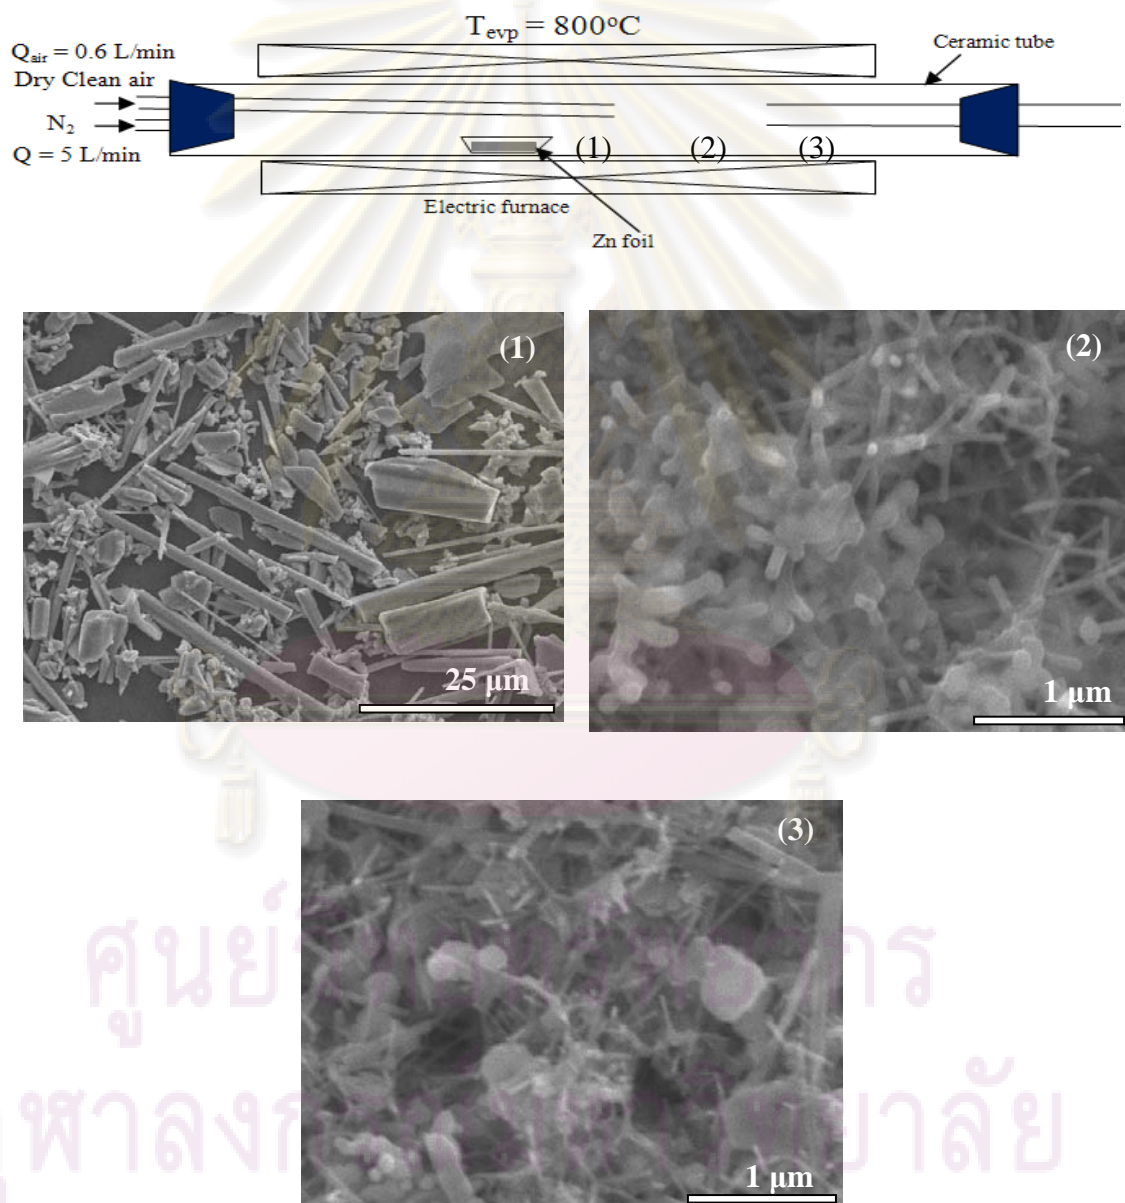 T_evp = 800°C
Q_air = 0.6 L/min
Dry Clean air
N₂
Q = 5 L/min
Ceramic tube
(1) (2) (3)
Electric furnace
Zn foil
(1)
25 μm
(2)
1 μm
(3)
1 μm